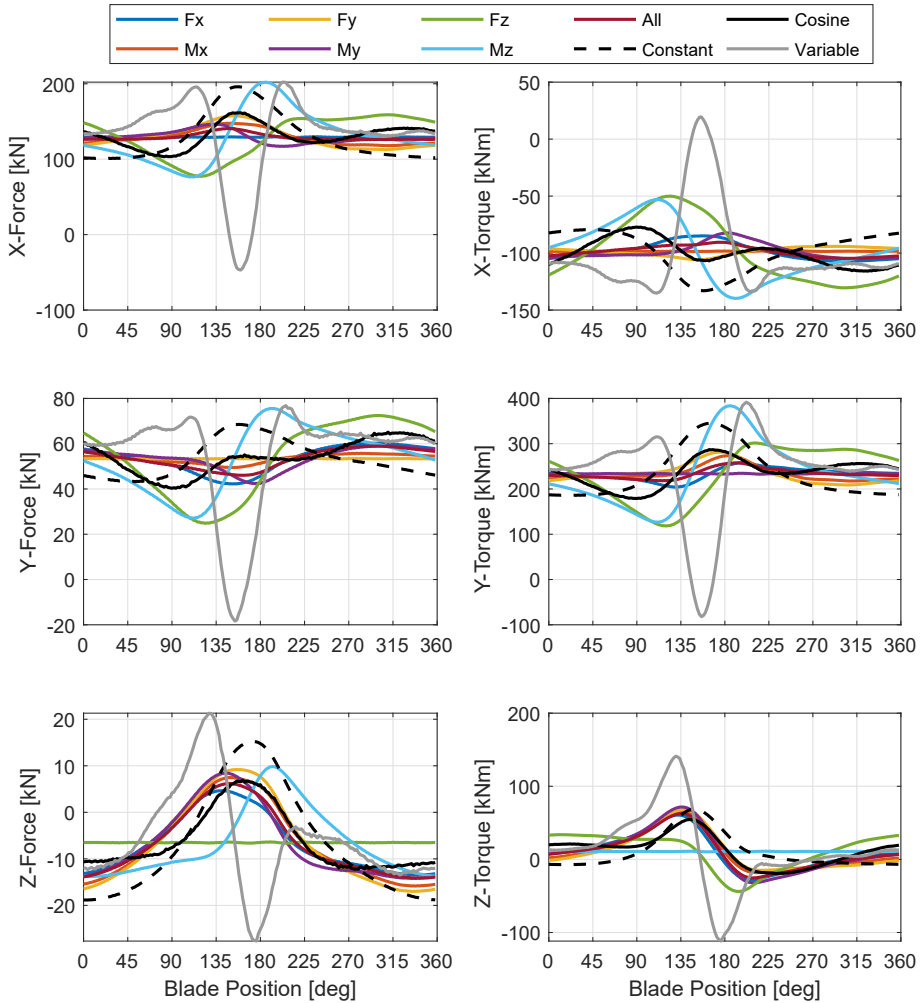 Fx Fy Fz All Cosine
Mx My Mz Constant Variable
X-Force [kN]
200
100
0
-100
0 45 90 135 180 225 270 315 360
X-Torque [kNm]
50
0
-50
-100
-150
0 45 90 135 180 225 270 315 360
Y-Force [kN]
80
60
40
20
0
-20
0 45 90 135 180 225 270 315 360
Y-Torque [kNm]
400
300
200
100
0
-100
0 45 90 135 180 225 270 315 360
Z-Force [kN]
20
10
0
-10
-20
0 45 90 135 180 225 270 315 360
Blade Position [deg]
Z-Torque [kNm]
200
100
0
-100
0 45 90 135 180 225 270 315 360
Blade Position [deg]